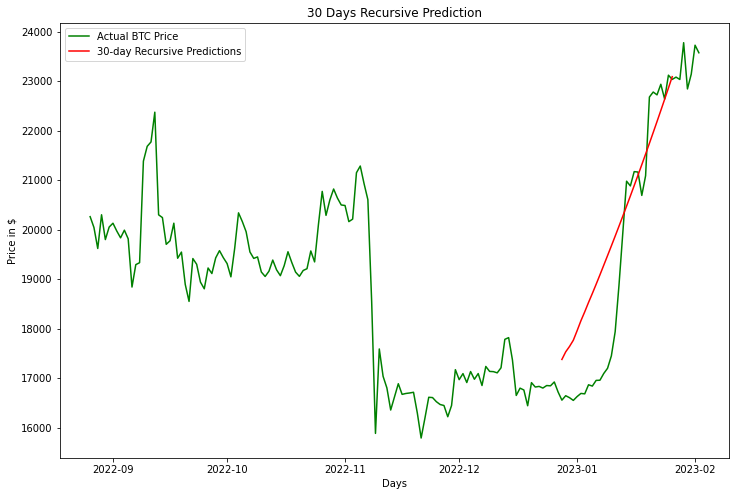 30 Days Recursive Prediction
Actual BTC Price
30-day Recursive Predictions
24000
23000
22000
21000
20000
19000
18000
17000
16000
Price in $
2022-09 2022-10 2022-11 2022-12 2023-01 2023-02
Days